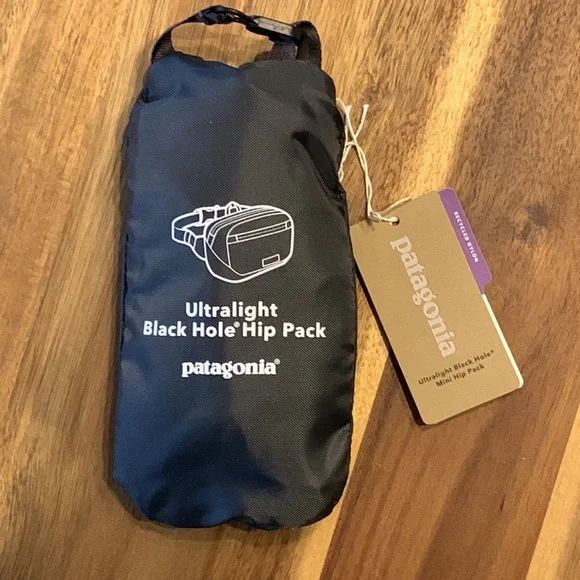 Ultralight
Black Hole® Hip Pack
patagonia®
RECYCLED NYLON
patagonia
Ultralight Black Hole®
Mini Hip Pack